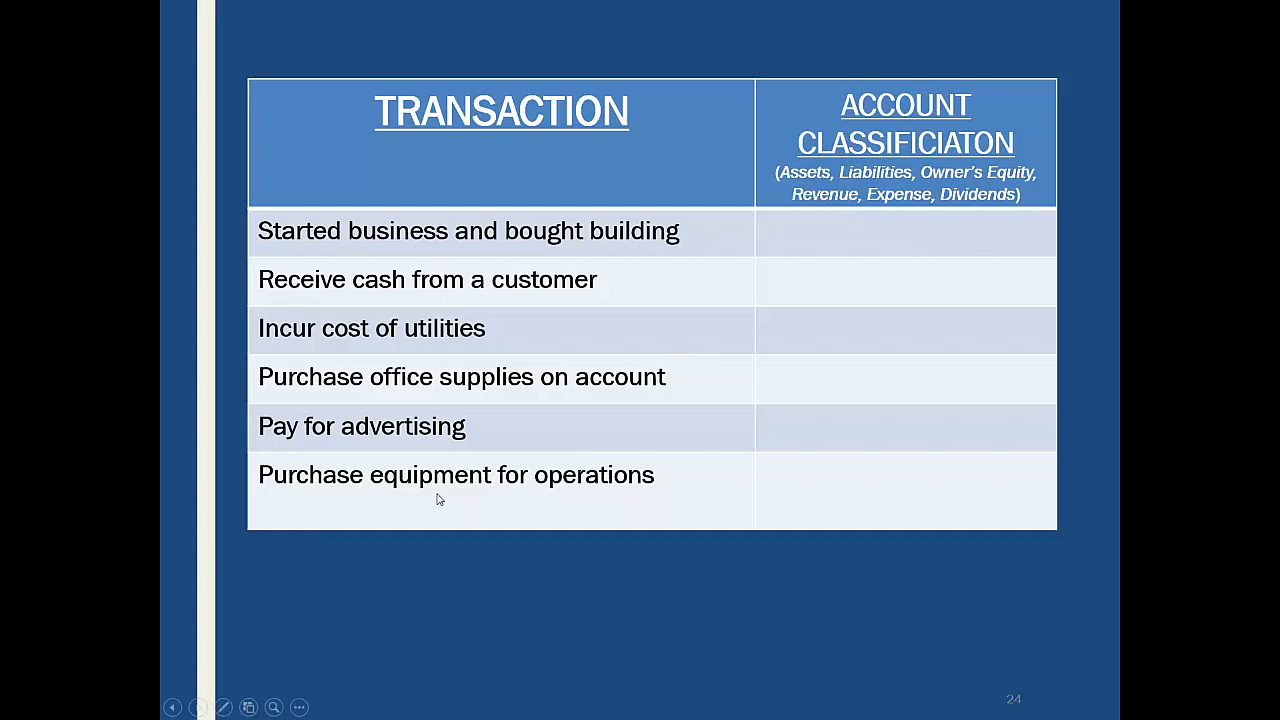 TRANSACTION
ACCOUNT
CLASSIFICIATON
(Assets, Liabilities, Owner's Equity,
Revenue, Expense, Dividends)
Started business and bought building
Receive cash from a customer
Incur cost of utilities
Purchase office supplies on account
Pay for advertising
Purchase equipment for operations
24